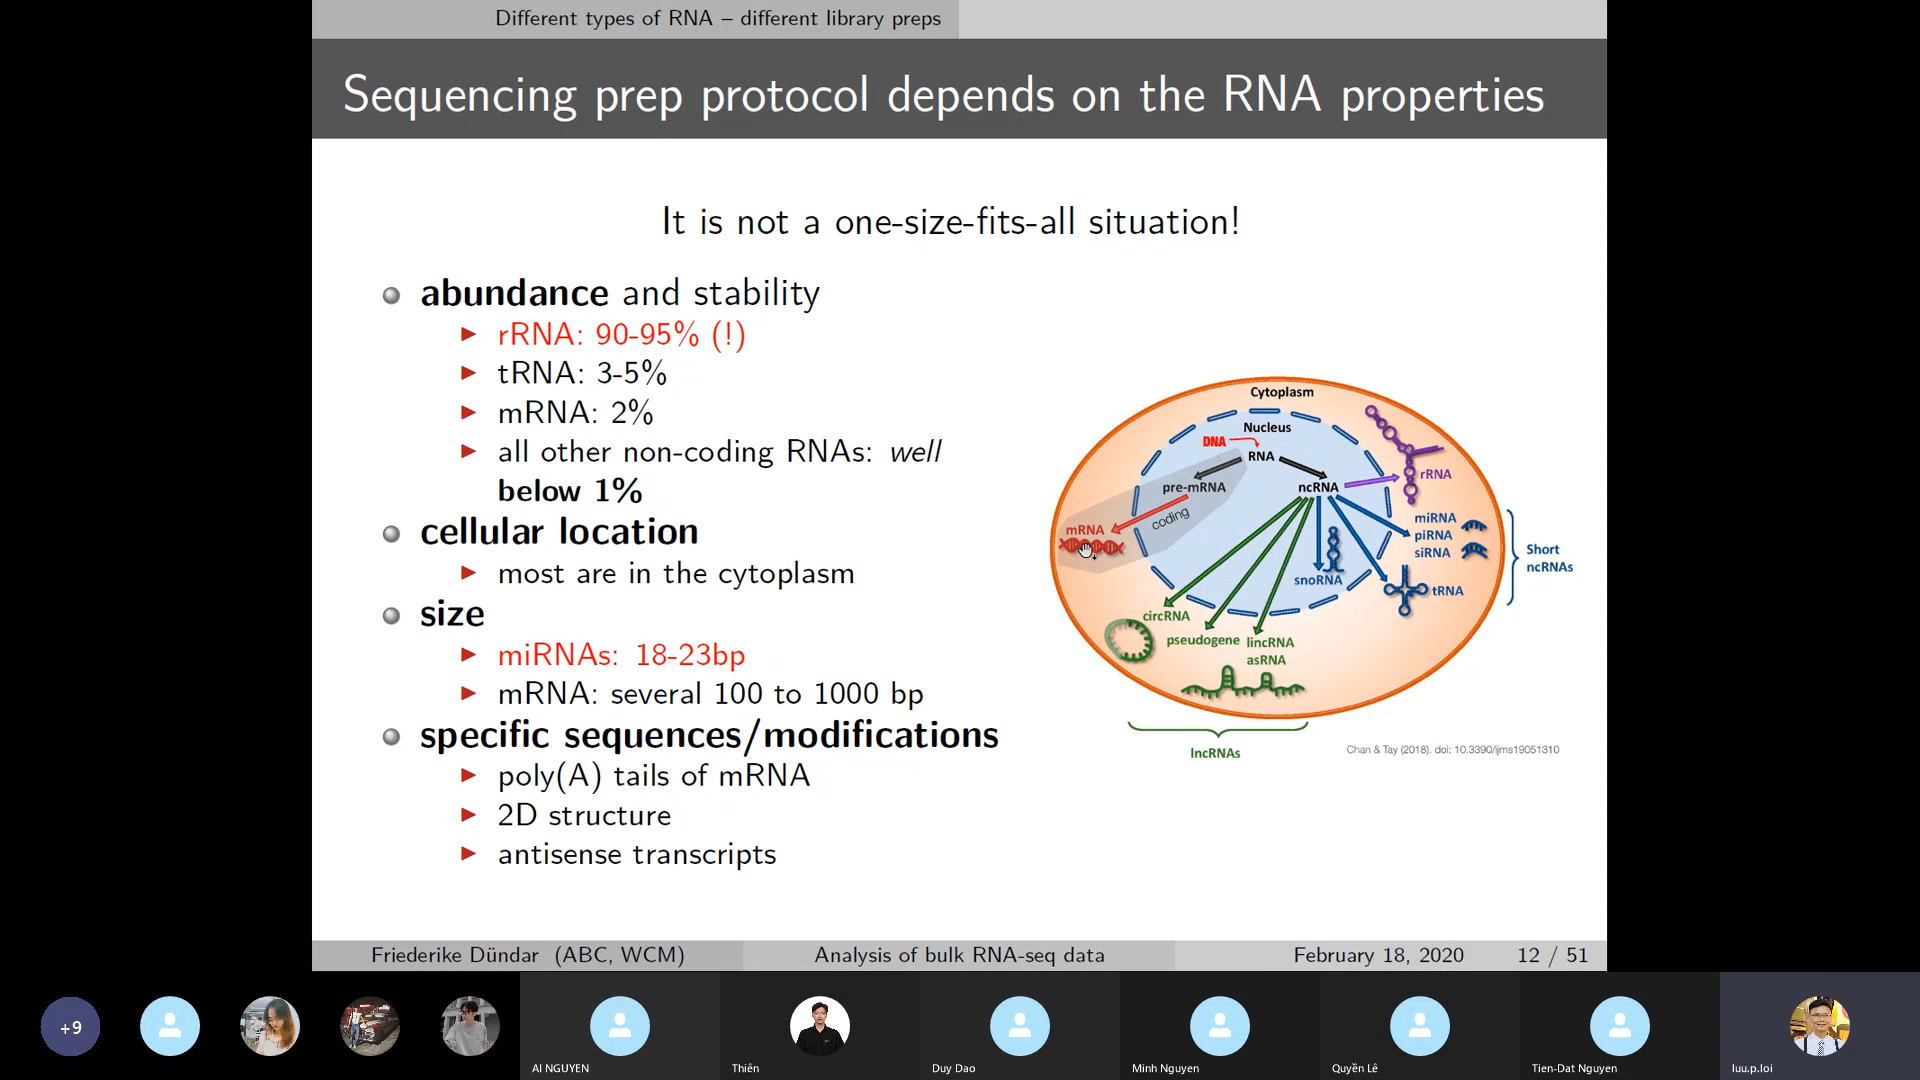 Different types of RNA – different library preps
Sequencing prep protocol depends on the RNA properties
It is not a one-size-fits-all situation!
abundance and stability
rRNA: 90-95% (!)
tRNA: 3-5%
mRNA: 2%
all other non-coding RNAs: well
below 1%
cellular location
most are in the cytoplasm
size
miRNAs: 18-23bp
mRNA: several 100 to 1000 bp
specific sequences/modifications
poly(A) tails of mRNA
2D structure
antisense transcripts
Cytoplasm
Nucleus
DNA
RNA
pre-mRNA
ncRNA
rRNA
coding
mRNA
miRNA
piRNA
siRNA
Short
ncRNAs
snoRNA
tRNA
circRNA
pseudogene
lincRNA
asRNA
lncRNAs
Chan & Tay (2018). doi: 10.3390/ijms19051310
Friederike Dündar (ABC, WCM)
Analysis of bulk RNA-seq data
February 18, 2020
12 / 51
+9
AI NGUYEN
Thiên
Duy Dao
Minh Nguyen
Quyền Lê
Tien-Dat Nguyen
luu.p.loi